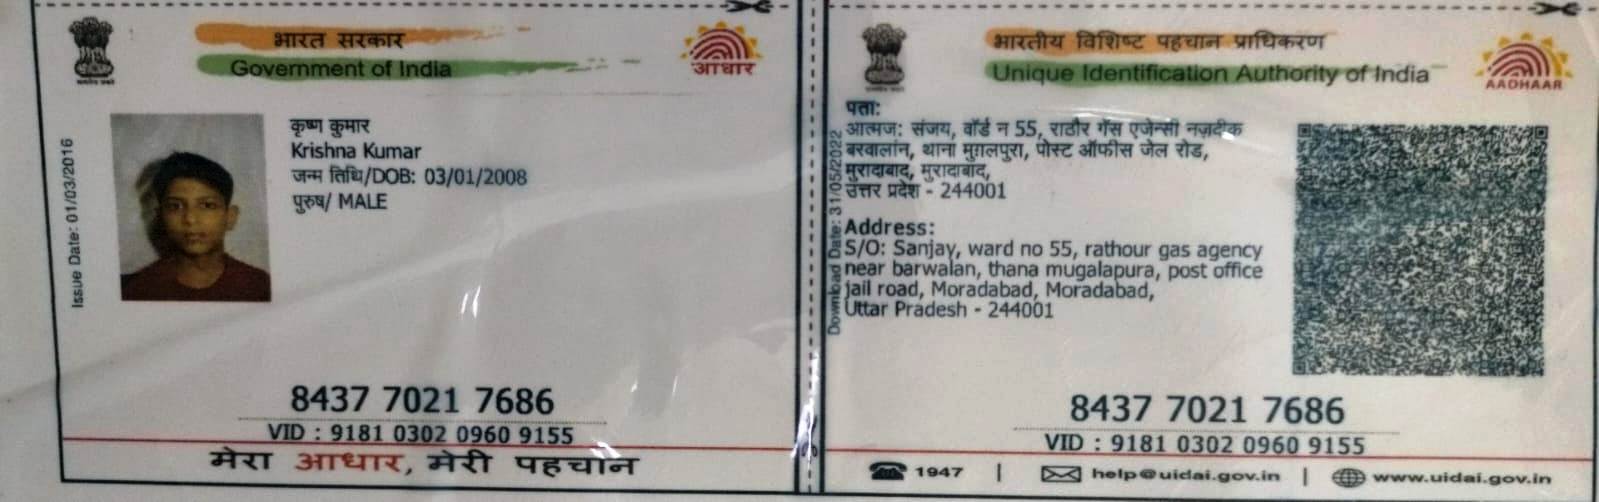 भारत सरकार
Government of India
आधार
Issue Date: 01/03/2016
कृष्ण कुमार
Krishna Kumar
जन्म तिथि/DOB: 03/01/2008
पुरुष/ MALE
8437 7021 7686
VID : 9181 0302 0960 9155
मेरा आधार, मेरी पहचान
भारतीय विशिष्ट पहचान प्राधिकरण
Unique Identification Authority of India
AADHAAR
Download Date: 31/05/2022
पता:
आत्मज: संजय, वॉर्ड न 55, राठौर गॅस एजेन्सी नज़दीक
बरवालांन, थाना मुग़लपुरा, पोस्ट ऑफीस जेल रोड,
मुरादाबाद, मुरादाबाद,
उत्तर प्रदेश - 244001
Address:
S/O: Sanjay, ward no 55, rathour gas agency
near barwalan, thana mugalapura, post office
jail road, Moradabad, Moradabad,
Uttar Pradesh - 244001
8437 7021 7686
VID : 9181 0302 0960 9155
1947 | help@uidai.gov.in | www.uidai.gov.in